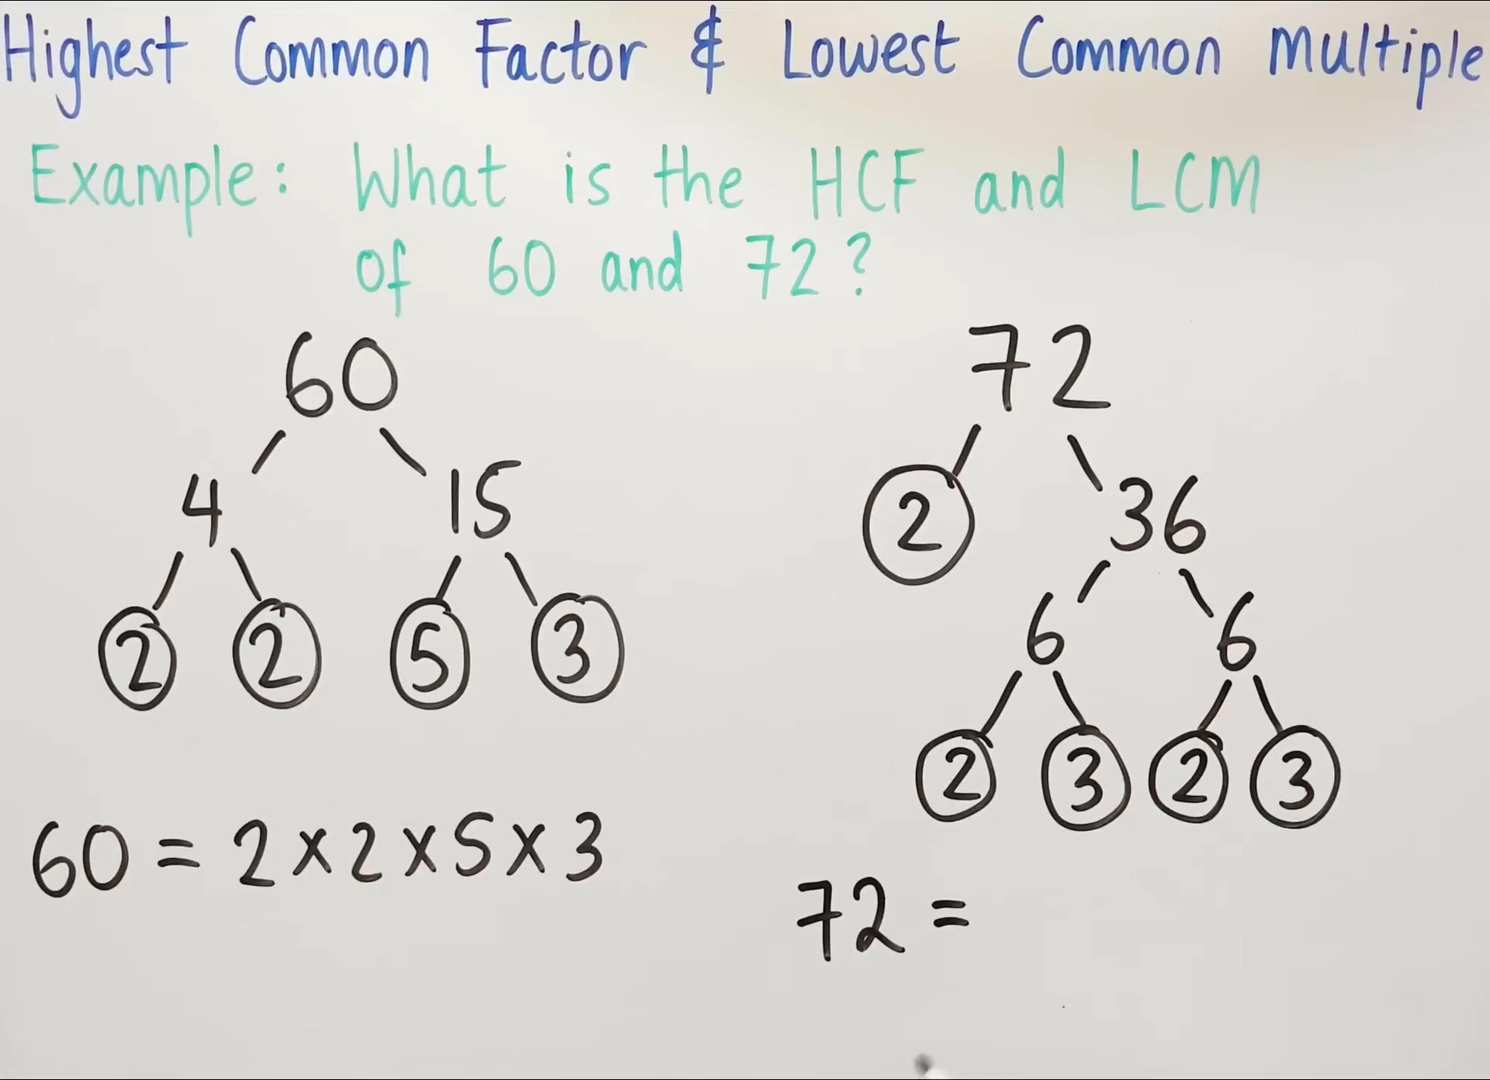 Highest Common Factor & Lowest Common Multiple
Example: What is the HCF and LCM
of 60 and 72?
60
4 15
2 2 5 3
60 = 2 × 2 × 5 × 3
72
2 36
6 6
2 3 2 3
72 =